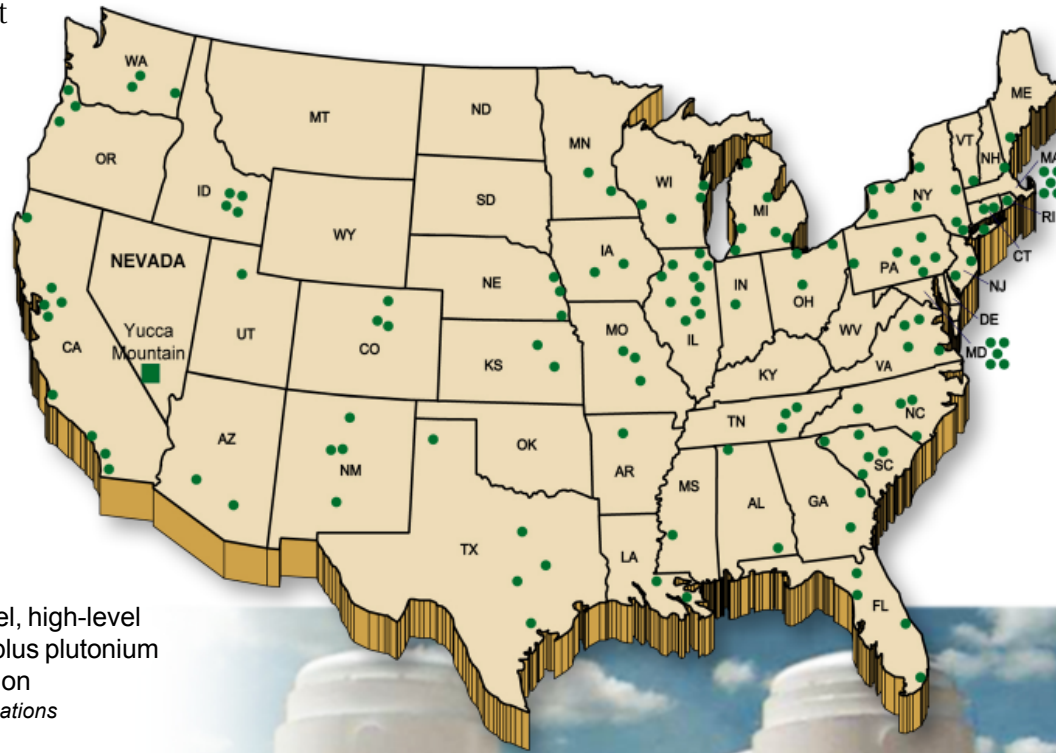 t
WA
ME
MT
ND
VT
MN
NH
MA
OR
ID
WI
NY
SD
MI
RI
WY
CT
NEVADA
IA
PA
NE
NJ
IN
OH
Yucca
Mountain
UT
DE
CO
MO
IL
WV
MD
CA
KS
VA
KY
NC
TN
AZ
OK
NM
SC
AR
MS
AL
GA
TX
LA
FL
el, high-level
plus plutonium
on
ations